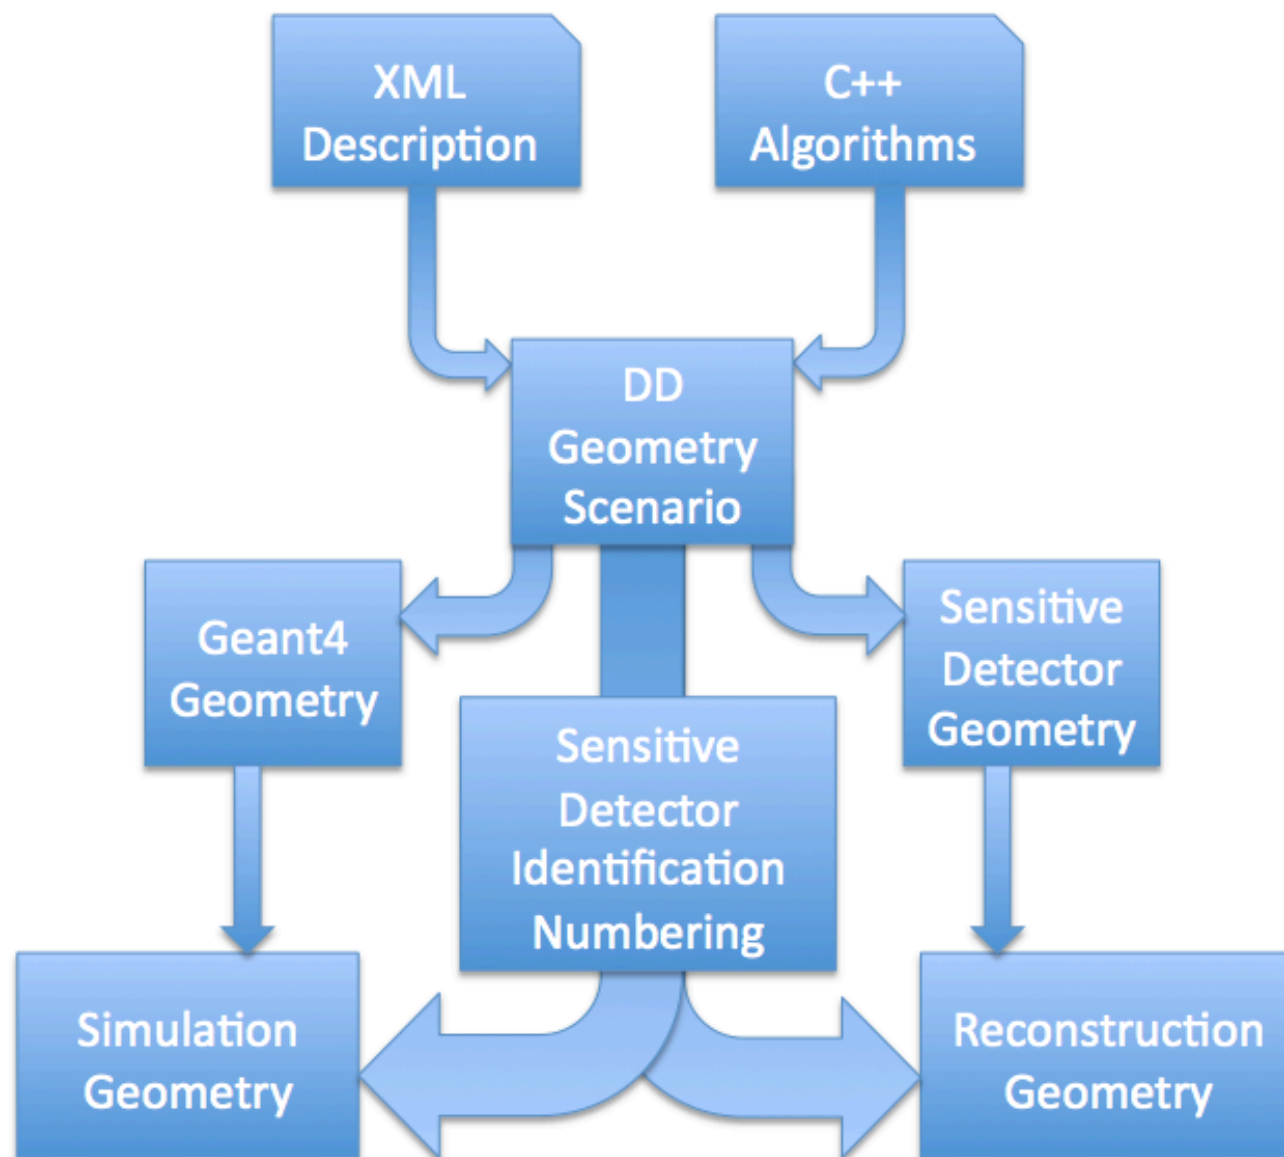 XML
Description
C++
Algorithms
DD
Geometry
Scenario
Geant4
Geometry
Sensitive
Detector
Geometry
Sensitive
Detector
Identification
Numbering
Simulation
Geometry
Reconstruction
Geometry